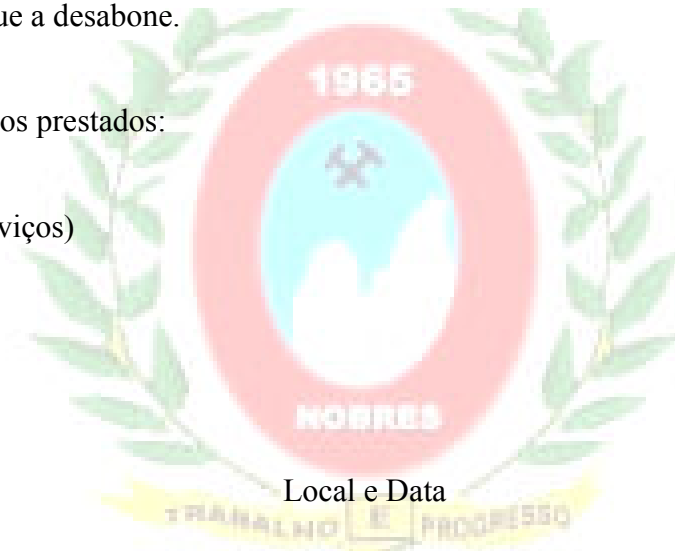 ue a desabone.
1965
os prestados:
viços)
NOBRES
Local e Data
TRABALHO E PROGRESSO